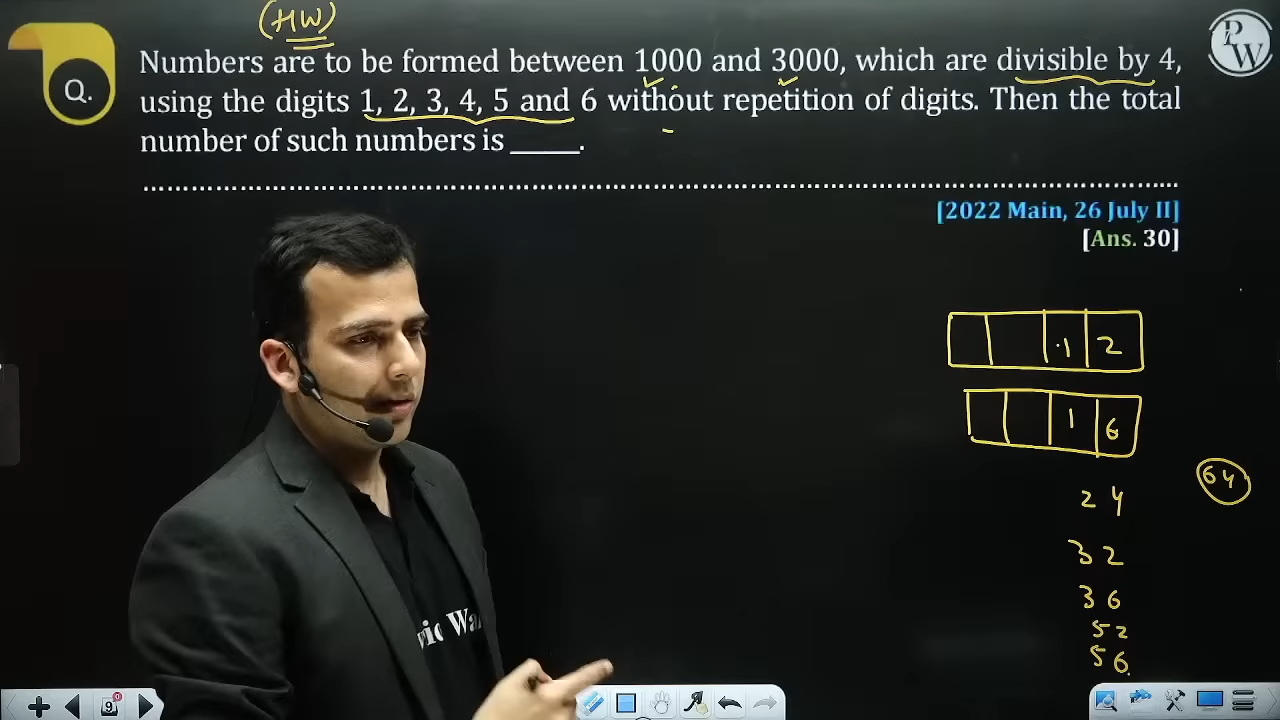 (HW)
Q.
Numbers are to be formed between 1000 and 3000, which are divisible by 4,
using the digits 1, 2, 3, 4, 5 and 6 without repetition of digits. Then the total
number of such numbers is _____.
[2022 Main, 26 July II]
[Ans. 30]
PW
1 2
1 6
64
2 4
3 2
3 6
5 2
5 6
9